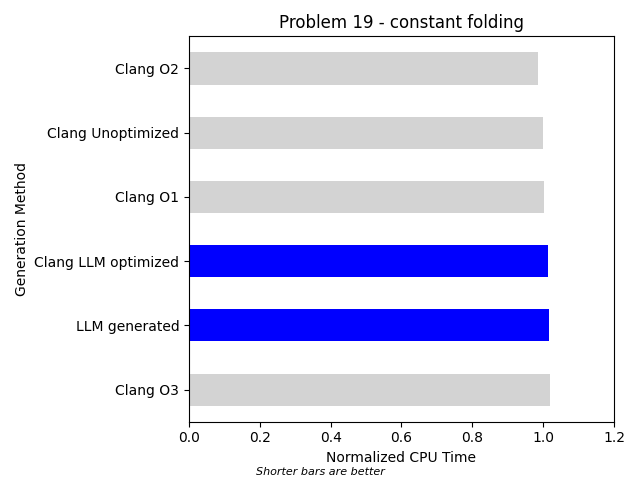 Problem 19 - constant folding
Clang O2
Clang Unoptimized
Clang O1
Clang LLM optimized
LLM generated
Clang O3
Generation Method
0.0 0.2 0.4 0.6 0.8 1.0 1.2
Normalized CPU Time
Shorter bars are better